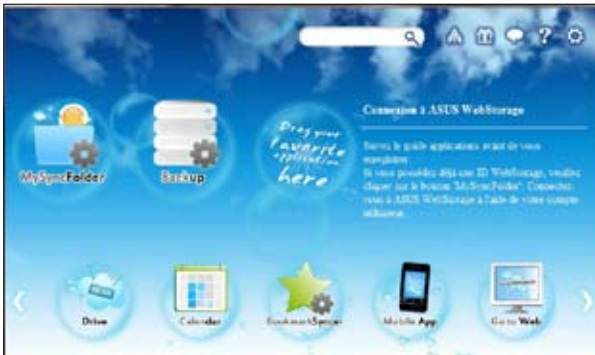 Connexion à ASUS WebStorage
Drag your
favorite
application
here
Suivez le guide applications avant de vous
enregistrer.
Si vous possédez déjà une ID WebStorage, veuillez
cliquer sur le bouton 'MySyncFolder'. Connectez-
vous à ASUS WebStorage à l'aide de votre compte
utilisateur.
MySyncFolder
Backup
Drive
Calendar
BookmarkSyncer
Mobile App
Go to Web